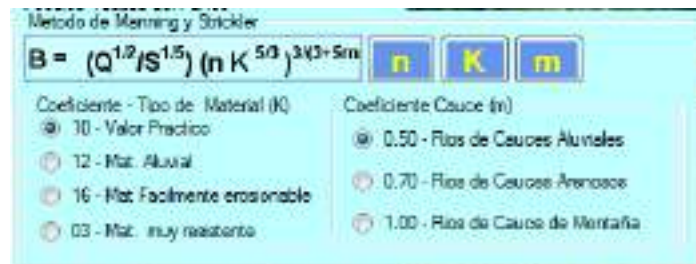 Metodo de Manning y Strickler
B = (Q^1/2/S^1/5) (n K^5/3)^3/(3+5m n K m
Coeficiente - Tipo de Material (K)
10 - Valor Practico
12 - Mat. Aluvial
16 - Mat. Facilmente erosionable
03 - Mat. muy resistente
Coeficiente Cauce (m)
0.50 - Rios de Cauces Aluviales
0.70 - Rios de Cauces Arenosos
1.00 - Rios de Cauce de Montaña